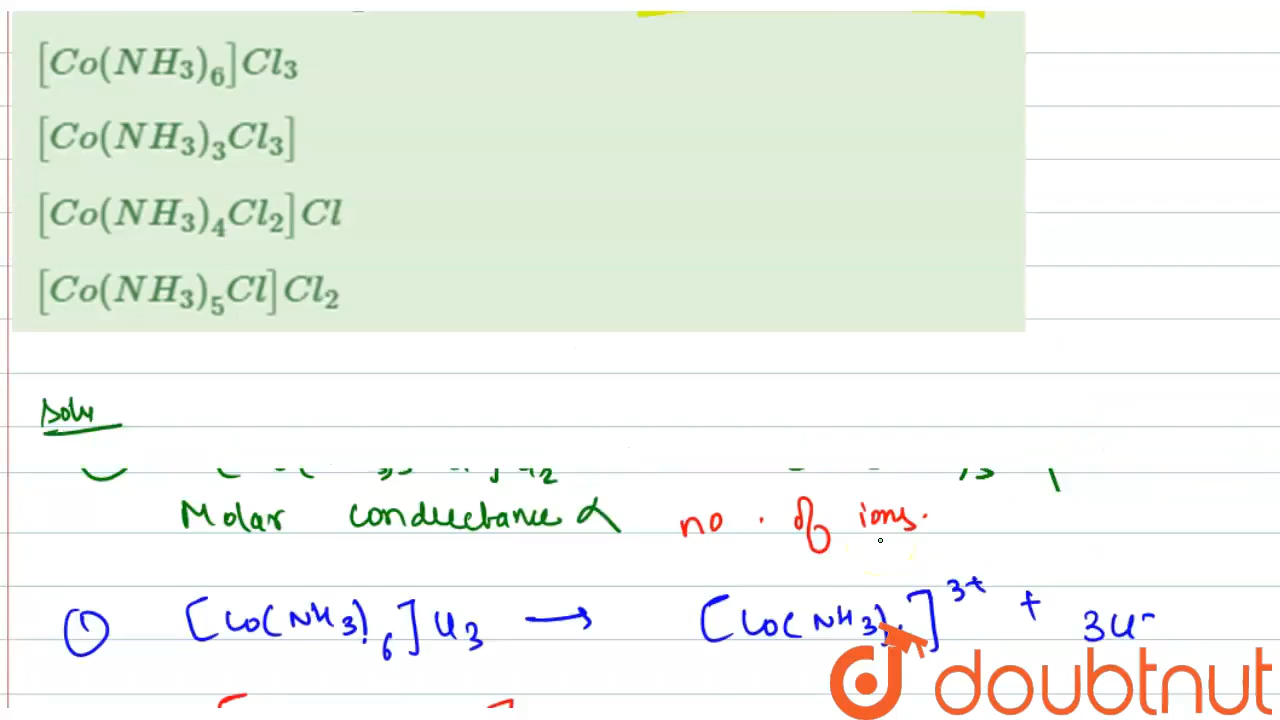 [Co(NH3)6]Cl3
[Co(NH3)3Cl3]
[Co(NH3)4Cl2]Cl
[Co(NH3)5Cl]Cl2
Soln
Molar conductance α no. of ions.
① [Co(NH3)6]Cl3 → [Co(NH3)6]3+ + 3Cl-
doubtnut